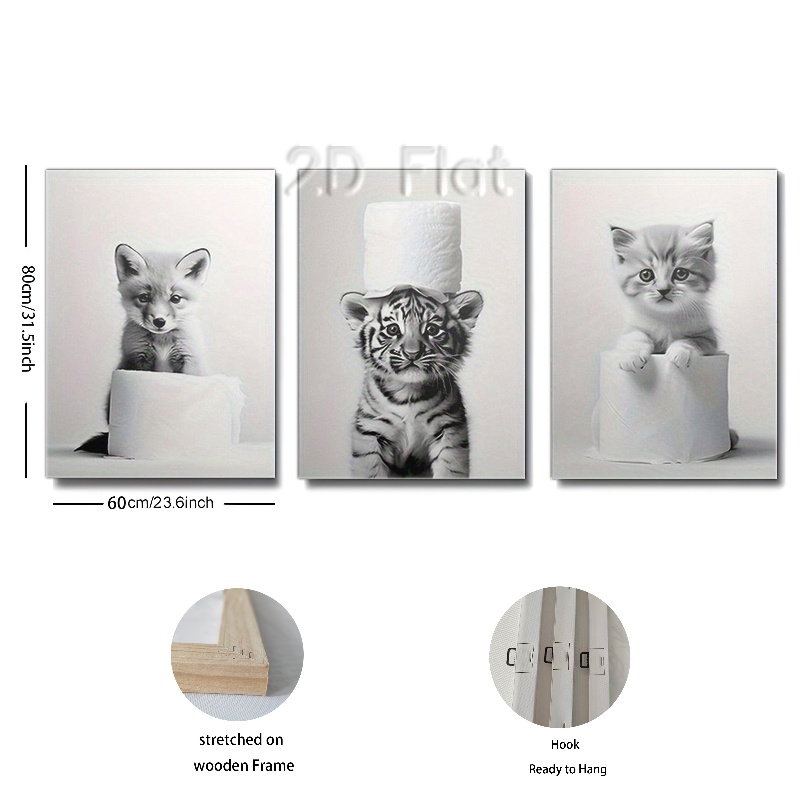 2D Flat
80cm/31.5inch
60cm/23.6inch
stretched on
wooden Frame
Hook
Ready to Hang